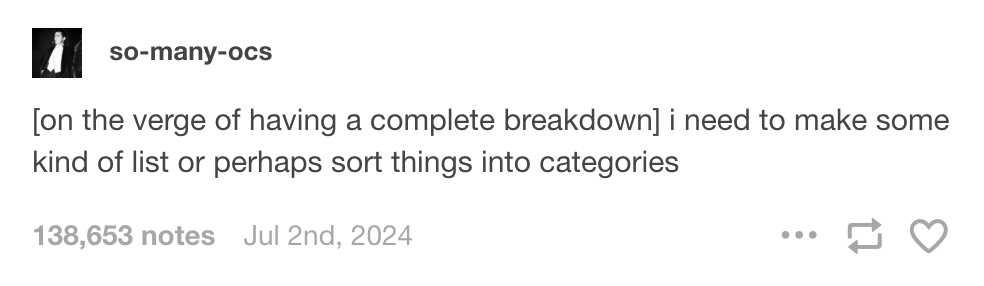 so-many-ocs
[on the verge of having a complete breakdown] i need to make some
kind of list or perhaps sort things into categories
138,653 notes Jul 2nd, 2024